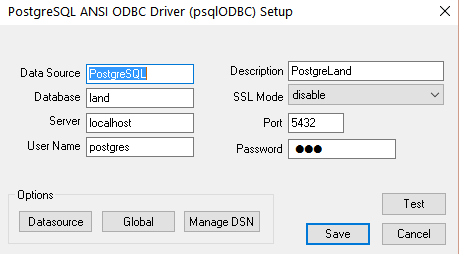 PostgreSQL ANSI ODBC Driver (psqlODBC) Setup
Data Source PostgreSQL Description PostgreLand
Database land SSL Mode disable
Server localhost Port 5432
User Name postgres Password ●●●
Options
Datasource Global Manage DSN
Test
Save Cancel